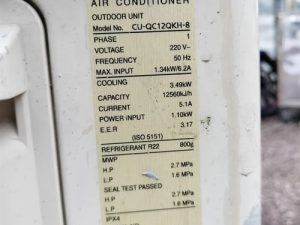 AIR CONDITIONER
OUTDOOR UNIT
Model No. CU-QC12QKH-8
PHASE 1
VOLTAGE 220 ~
FREQUENCY 50 Hz
MAX. INPUT 1.34kW/6.2A
COOLING 3.49kW
CAPACITY 12560kJ/h
CURRENT 5.1A
POWER INPUT 1.10kW
E.E.R 3.17
(ISO 5151)
REFRIGERANT R22 800g
MWP
H.P 2.7 MPa
L.P 1.6 MPa
SEAL TEST PASSED
H.P 2.7 MPa
L.P 1.6 MPa
IPX4